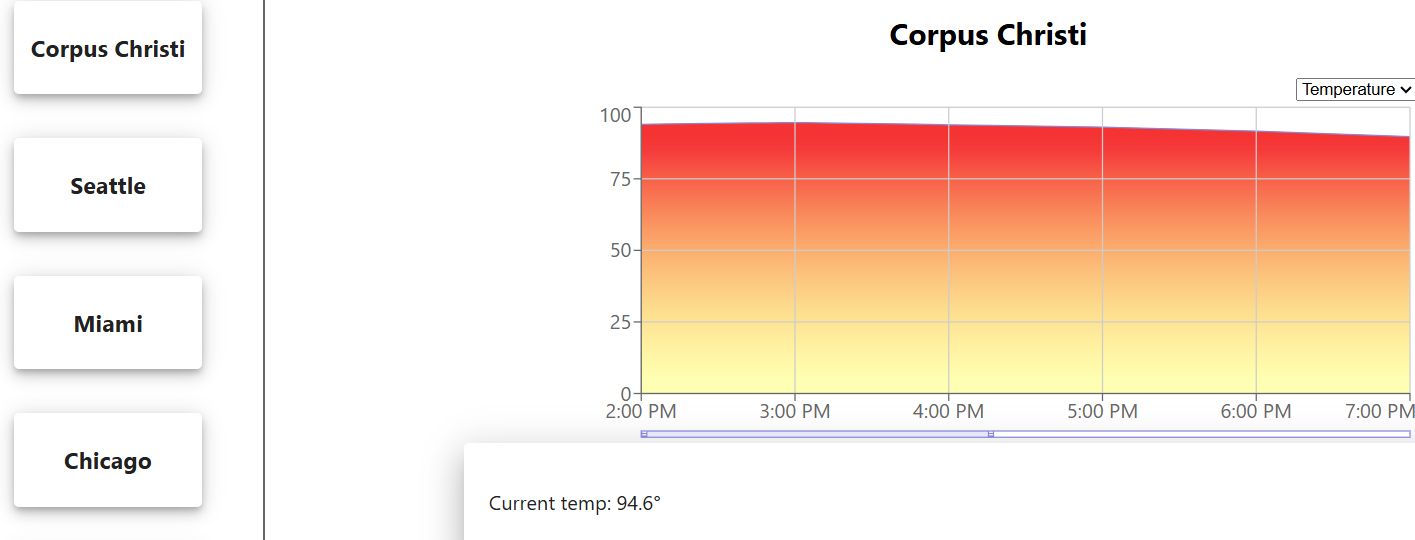 Corpus Christi
Seattle
Miami
Chicago
Corpus Christi
Temperature
100
75
50
25
0
2:00 PM 3:00 PM 4:00 PM 5:00 PM 6:00 PM 7:00 PM
Current temp: 94.6°